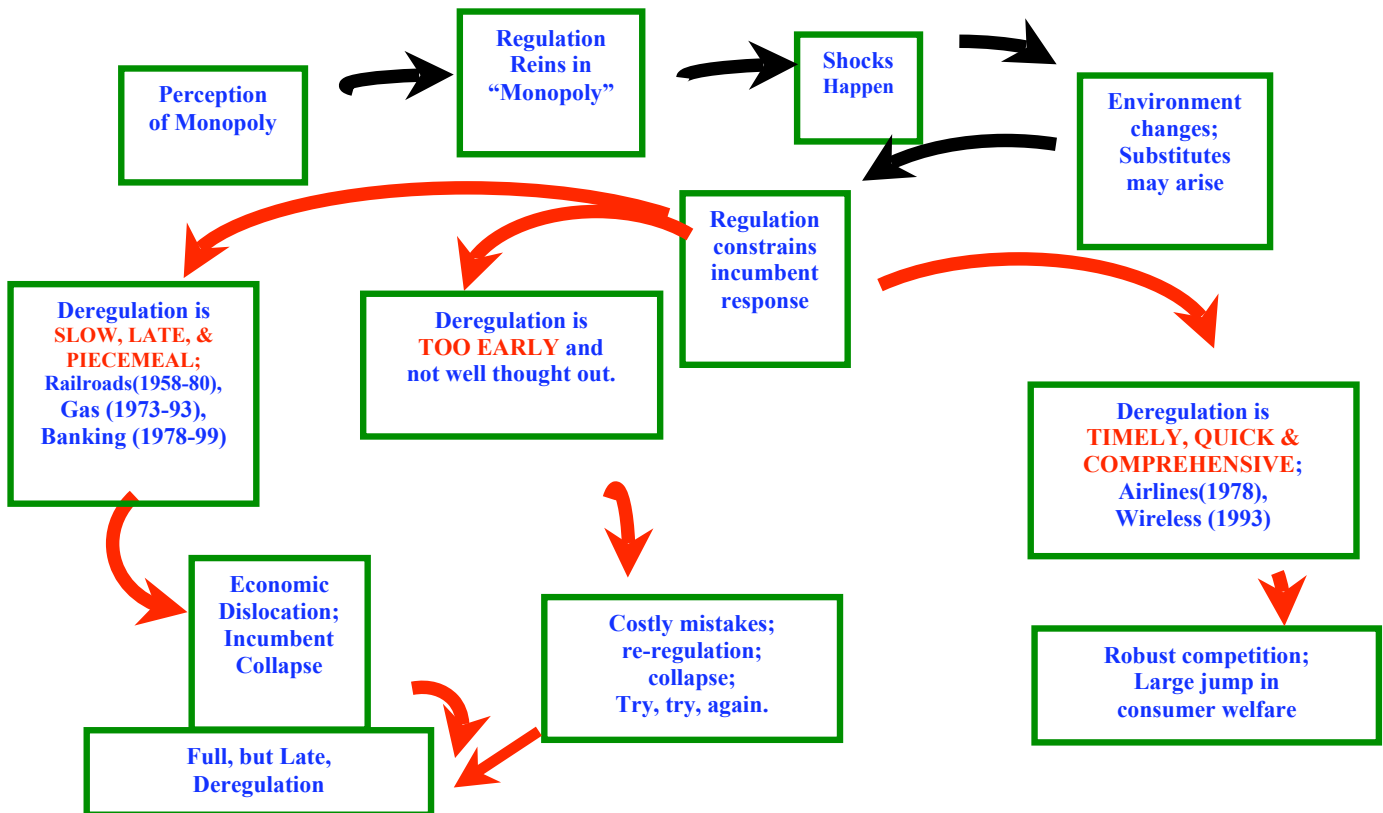 Perception
of Monopoly
Regulation
Reins in
“Monopoly”
Shocks
Happen
Environment
changes;
Substitutes
may arise
Regulation
constrains
incumbent
response
Deregulation is
SLOW, LATE, &
PIECEMEAL;
Railroads(1958-80),
Gas (1973-93),
Banking (1978-99)
Deregulation is
TOO EARLY and
not well thought out.
Deregulation is
TIMELY, QUICK &
COMPREHENSIVE;
Airlines(1978),
Wireless (1993)
Economic
Dislocation;
Incumbent
Collapse
Costly mistakes;
re-regulation;
collapse;
Try, try, again.
Robust competition;
Large jump in
consumer welfare
Full, but Late,
Deregulation